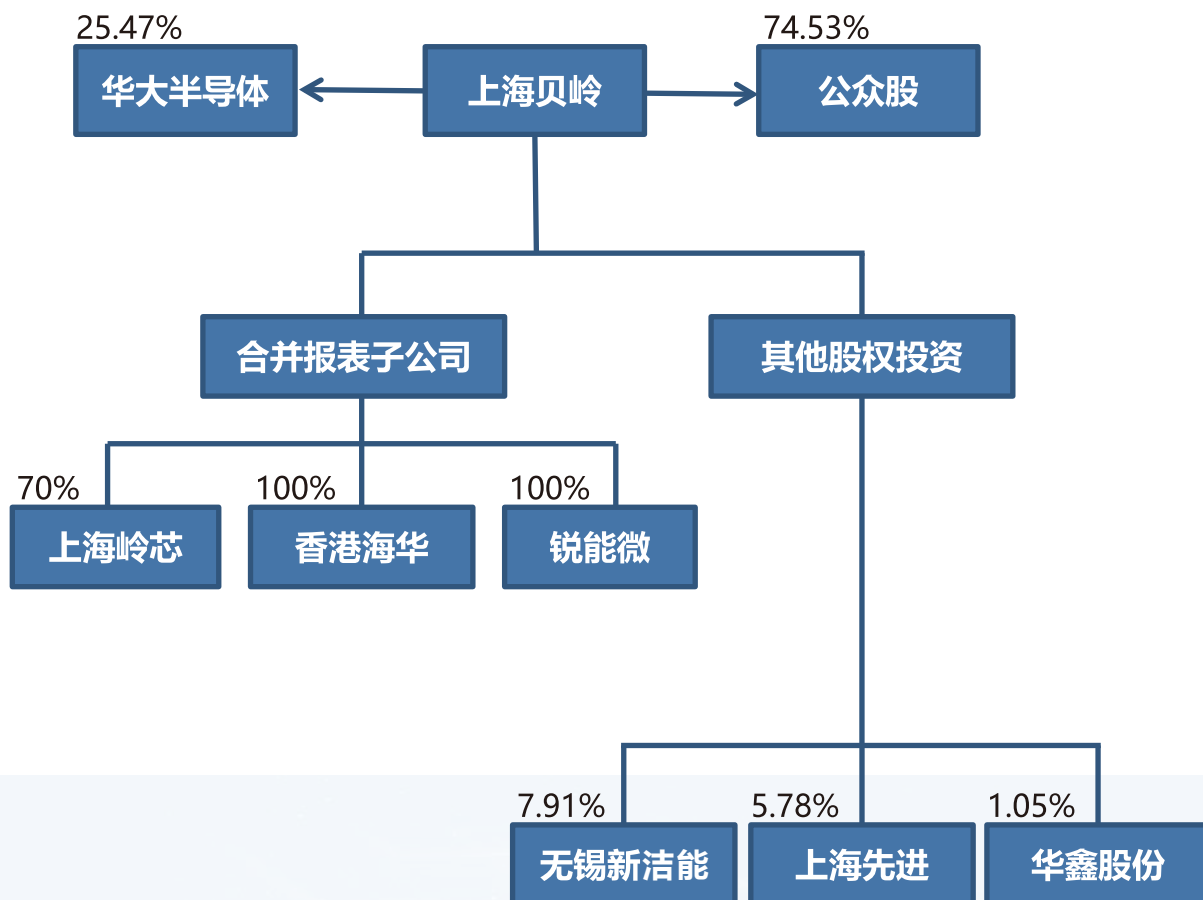 25.47%
74.53%
华大半导体
上海贝岭
公众股
合并报表子公司
其他股权投资
70%
100%
100%
上海岭芯
香港海华
锐能微
7.91%
5.78%
1.05%
无锡新洁能
上海先进
华鑫股份